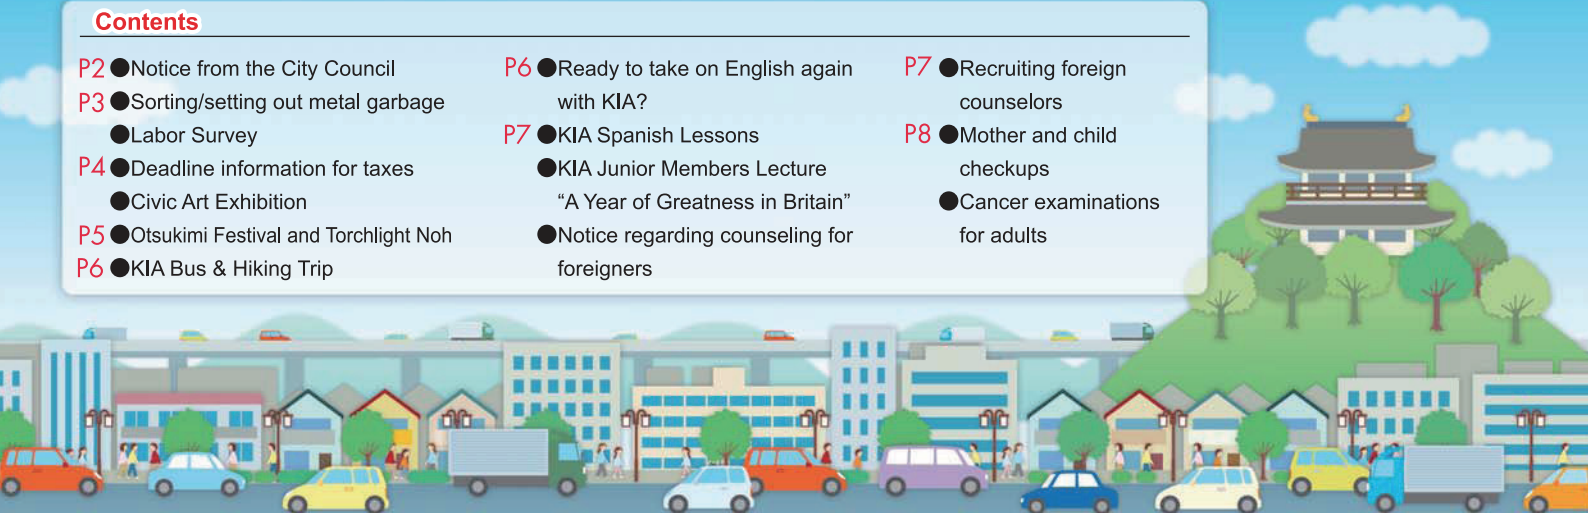 Contents
P2 ●Notice from the City Council
P3 ●Sorting/setting out metal garbage
●Labor Survey
P4 ●Deadline information for taxes
●Civic Art Exhibition
P5 ●Otsukimi Festival and Torchlight Noh
P6 ●KIA Bus & Hiking Trip
P6 ●Ready to take on English again
with KIA?
P7 ●KIA Spanish Lessons
●KIA Junior Members Lecture
“A Year of Greatness in Britain”
●Notice regarding counseling for
foreigners
P7 ●Recruiting foreign
counselors
P8 ●Mother and child
checkups
●Cancer examinations
for adults